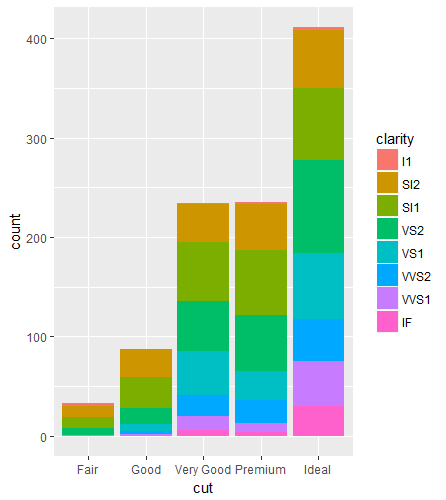 400
300
200
100
0
count
Fair Good Very Good Premium Ideal
cut
clarity
I1
SI2
SI1
VS2
VS1
VVS2
VVS1
IF